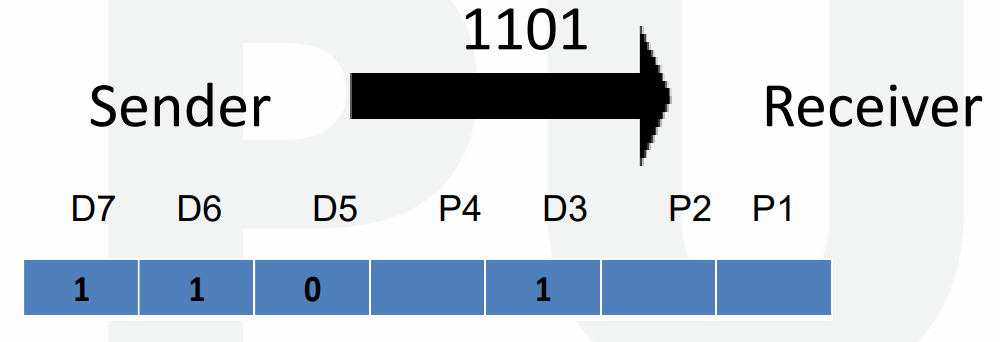 1101
Sender Receiver
D7 D6 D5 P4 D3 P2 P1
1 1 0 1